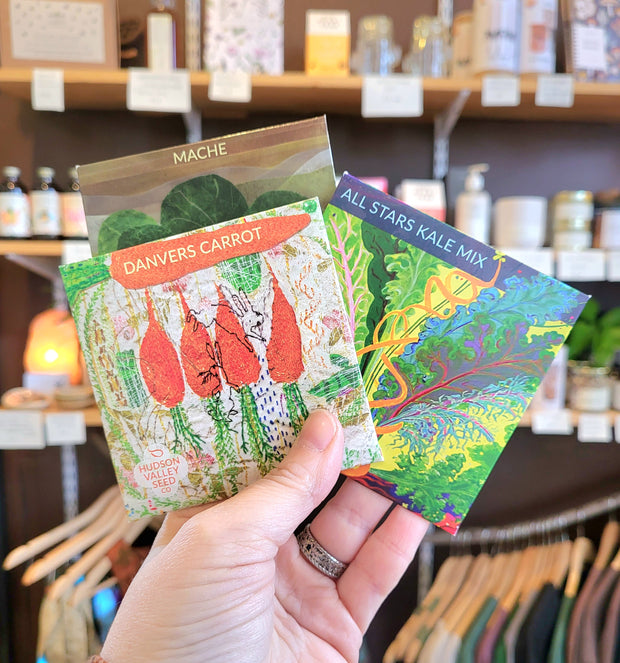 MACHE
DANVERS CARROT
HUDSON
VALLEY
SEED
CO
ALL STARS KALE MIX